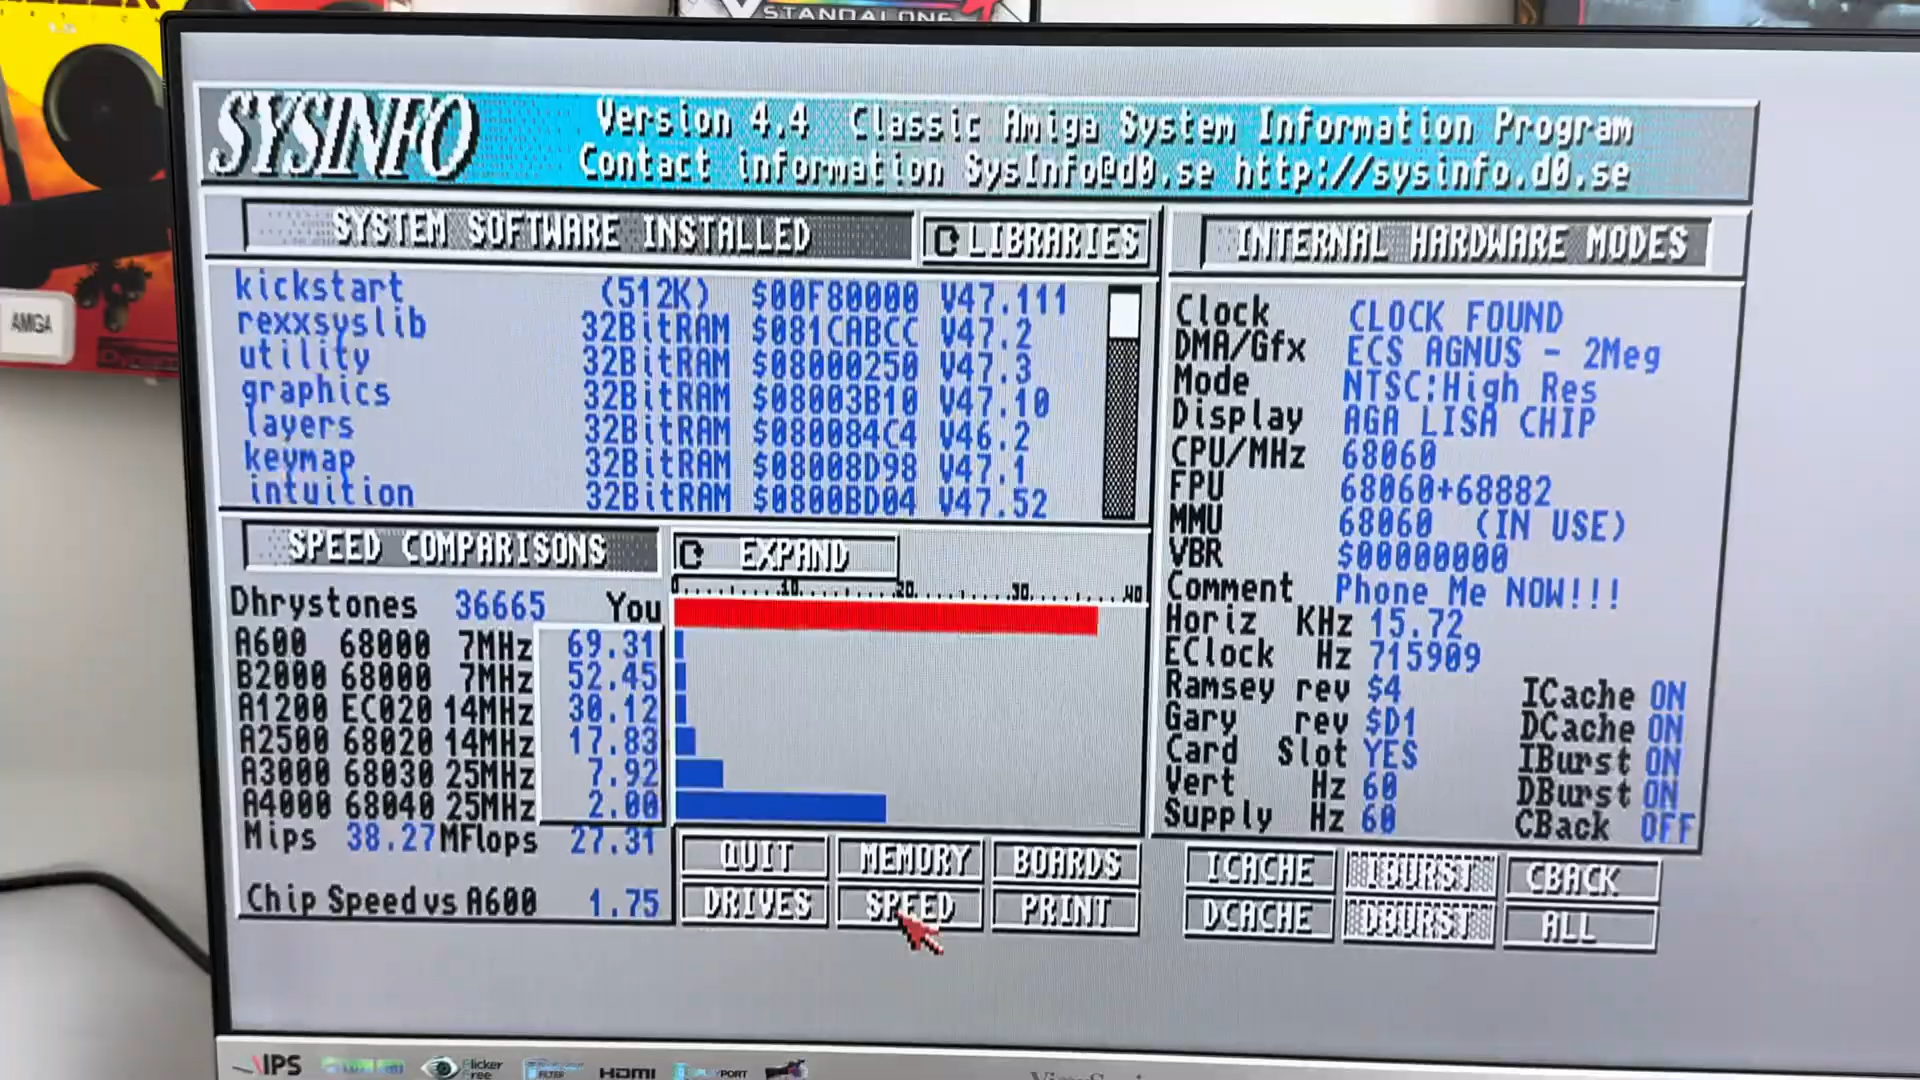 STANDALONE
AMIGA
SYSINFO
Version 4.4 Classic Amiga System Information Program
Contact information SysInfo@d0.se http://sysinfo.d0.se
SYSTEM SOFTWARE INSTALLED
LIBRARIES
kickstart (512K) $00F80000 V47.111
rexxsyslib 32BitRAM $081CABCC V47.2
utility 32BitRAM $08000250 V47.3
graphics 32BitRAM $08003B10 V47.10
layers 32BitRAM $080084C4 V46.2
keymap 32BitRAM $08008D98 V47.1
intuition 32BitRAM $0800BD04 V47.52
INTERNAL HARDWARE MODES
Clock CLOCK FOUND
DMA/Gfx ECS AGNUS - 2Meg
Mode NTSC:High Res
Display AGA LISA CHIP
CPU/MHz 68060
FPU 68060+68882
MMU 68060 (IN USE)
VBR $00000000
Comment Phone Me NOW!!!
Horiz KHz 15.72
EClock Hz 715909
Ramsey rev $4 ICache ON
Gary rev $D1 DCache ON
Card Slot YES IBurst ON
Vert Hz 60 DBurst ON
Supply Hz 60 CBack OFF
SPEED COMPARISONS
EXPAND
0 10 20 30 40
Dhrystones 36665 You
A600 68000 7MHz 69.31
B2000 68000 7MHz 52.45
A1200 EC020 14MHz 30.12
A2500 68020 14MHz 17.83
A3000 68030 25MHz 7.92
A4000 68040 25MHz 2.00
Mips 38.27 MFlops 27.31
Chip Speed vs A600 1.75
QUIT MEMORY BOARDS
DRIVES SPEED PRINT
ICACHE IBURST CBACK
DCACHE DBURST ALL
IPS
Flicker
Free
FILTER
HDMI